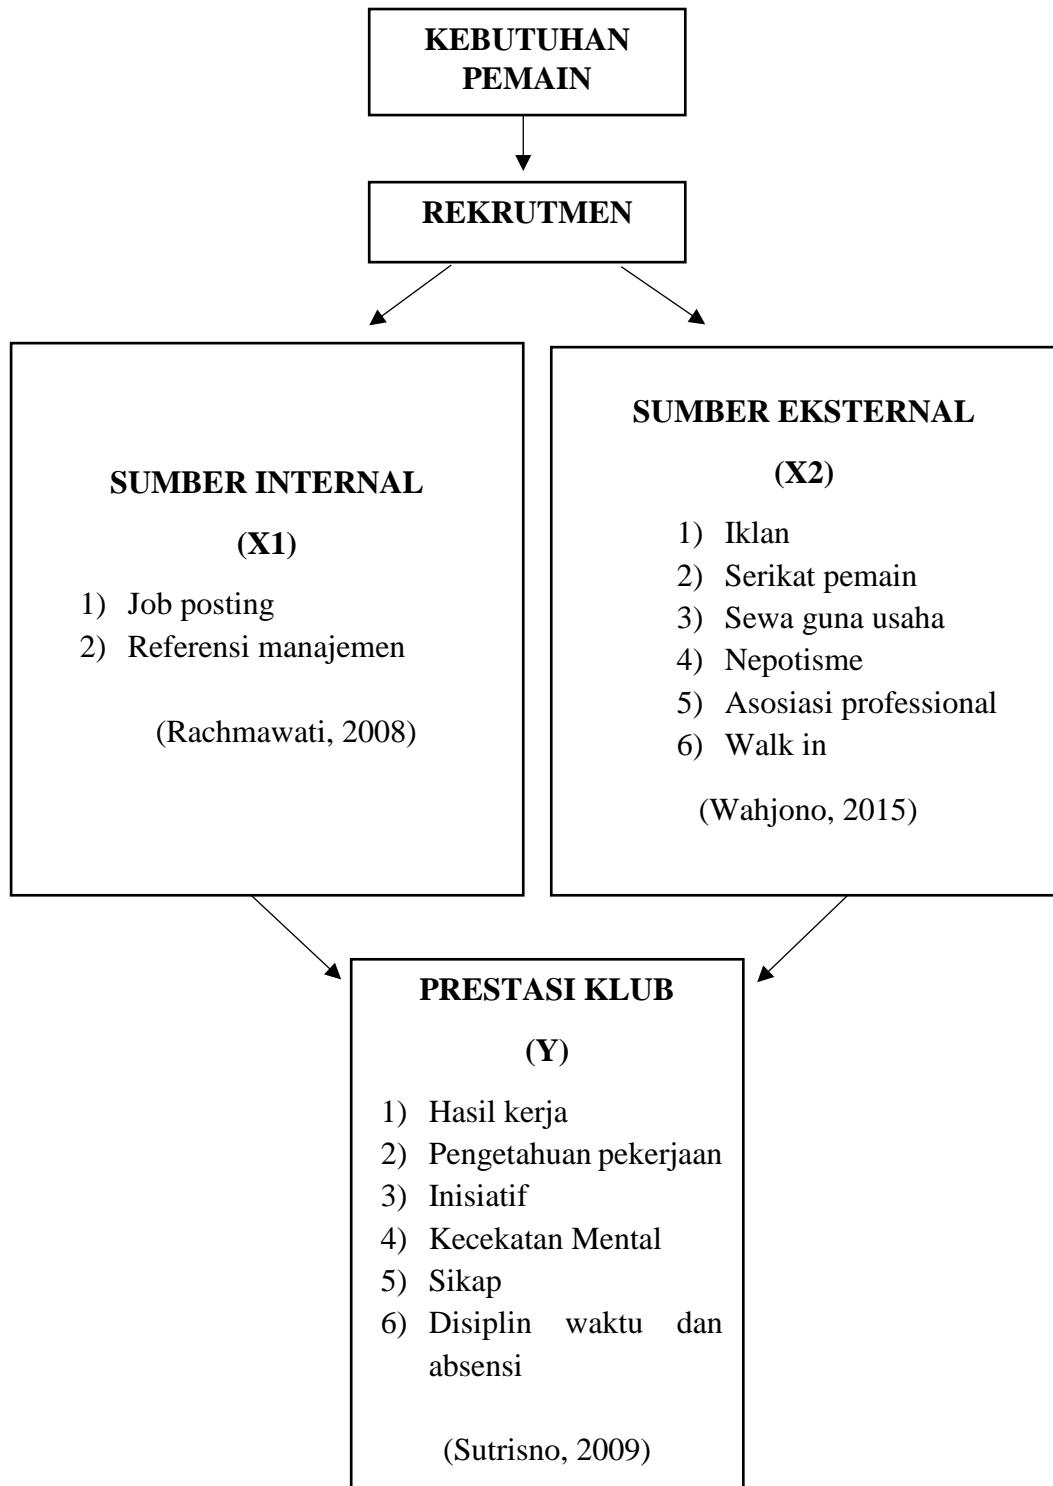 KEBUTUHAN
PEMAIN
REKRUTMEN
SUMBER INTERNAL
(X1)
1) Job posting
2) Referensi manajemen
(Rachmawati, 2008)
SUMBER EKSTERNAL
(X2)
1) Iklan
2) Serikat pemain
3) Sewa guna usaha
4) Nepotisme
5) Asosiasi professional
6) Walk in
(Wahjono, 2015)
PRESTASI KLUB
(Y)
1) Hasil kerja
2) Pengetahuan pekerjaan
3) Inisiatif
4) Kecekatan Mental
5) Sikap
6) Disiplin waktu dan
absensi
(Sutrisno, 2009)